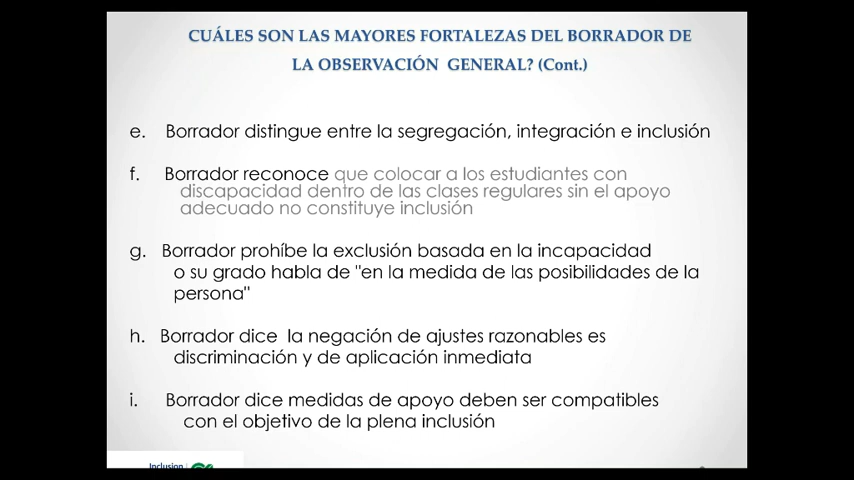 CUÁLES SON LAS MAYORES FORTALEZAS DEL BORRADOR DE
LA OBSERVACIÓN GENERAL? (Cont.)
e. Borrador distingue entre la segregación, integración e inclusión
f. Borrador reconoce que colocar a los estudiantes con
discapacidad dentro de las clases regulares sin el apoyo
adecuado no constituye inclusión
g. Borrador prohíbe la exclusión basada en la incapacidad
o su grado habla de "en la medida de las posibilidades de la
persona"
h. Borrador dice la negación de ajustes razonables es
discriminación y de aplicación inmediata
i. Borrador dice medidas de apoyo deben ser compatibles
con el objetivo de la plena inclusión
Inclusion